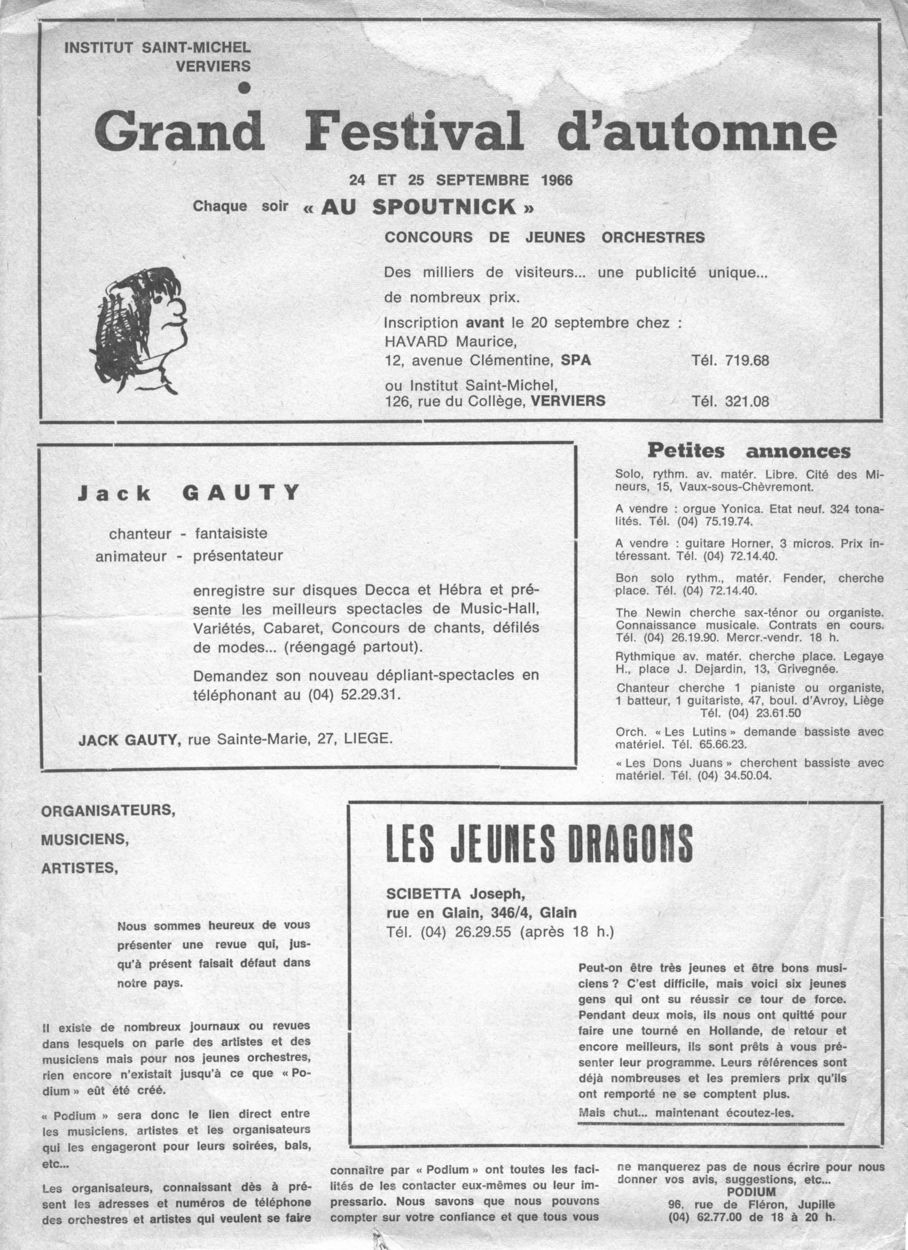 INSTITUT SAINT-MICHEL
VERVIERS
Grand Festival d'automne
24 ET 25 SEPTEMBRE 1966
Chaque soir « AU SPOUTNICK »
CONCOURS DE JEUNES ORCHESTRES
Des milliers de visiteurs... une publicité unique...
de nombreux prix.
Inscription avant le 20 septembre chez :
HAVARD Maurice,
12, avenue Clémentine, SPA Tél. 719.68
ou Institut Saint-Michel,
126, rue du Collège, VERVIERS Tél. 321.08
Jack GAUTY
chanteur - fantaisiste
animateur - présentateur
enregistre sur disques Decca et Hébra et pré-
sente les meilleurs spectacles de Music-Hall,
Variétés, Cabaret, Concours de chants, défilés
de modes... (réengagé partout).
Demandez son nouveau dépliant-spectacles en
téléphonant au (04) 52.29.31.
JACK GAUTY, rue Sainte-Marie, 27, LIEGE.
Petites annonces
Solo, rythm. av. matér. Libre. Cité des Mi-
neurs, 15, Vaux-sous-Chèvremont.
A vendre : orgue Yonica. Etat neuf. 324 tona-
lités. Tél. (04) 75.19.74.
A vendre : guitare Horner, 3 micros. Prix in-
téressant. Tél. (04) 72.14.40.
Bon solo rythm., matér. Fender, cherche
place. Tél. (04) 72.14.40.
The Newin cherche sax-ténor ou organiste.
Connaissance musicale. Contrats en cours.
Tél. (04) 26.19.90. Mercr.-vendr. 18 h.
Rythmique av. matér. cherche place. Legaye
H., place J. Dejardin, 13, Grivegnée.
Chanteur cherche 1 pianiste ou organiste,
1 batteur, 1 guitariste, 47, boul. d'Avroy, Liège
Tél. (04) 23.61.50
Orch. « Les Lutins » demande bassiste avec
matériel. Tél. 65.66.23.
« Les Dons Juans » cherchent bassiste avec
matériel. Tél. (04) 34.50.04.
ORGANISATEURS,
MUSICIENS,
ARTISTES,
Nous sommes heureux de vous
présenter une revue qui, jus-
qu'à présent faisait défaut dans
notre pays.
Il existe de nombreux journaux ou revues
dans lesquels on parle des artistes et des
musiciens mais pour nos jeunes orchestres,
rien encore n'existait jusqu'à ce que « Po-
dium » eût été créé.
« Podium » sera donc le lien direct entre
les musiciens, artistes et les organisateurs
qui les engageront pour leurs soirées, bals,
etc...
Les organisateurs, connaissant dès à pré-
sent les adresses et numéros de téléphone
des orchestres et artistes qui veulent se faire
LES JEUNES DRAGONS
SCIBETTA Joseph,
rue en Glain, 346/4, Glain
Tél. (04) 26.29.55 (après 18 h.)
Peut-on être très jeunes et être bons musi-
ciens ? C'est difficile, mais voici six jeunes
gens qui ont su réussir ce tour de force.
Pendant deux mois, ils nous ont quitté pour
faire une tourné en Hollande, de retour et
encore meilleurs, ils sont prêts à vous pré-
senter leur programme. Leurs références sont
déjà nombreuses et les premiers prix qu'ils
ont remporté ne se comptent plus.
Mais chut... maintenant écoutez-les.
connaître par « Podium » ont toutes les faci-
lités de les contacter eux-mêmes ou leur im-
pressario. Nous savons que nous pouvons
compter sur votre confiance et que tous vous
ne manquerez pas de nous écrire pour nous
donner vos avis, suggestions, etc...
PODIUM
96, rue de Fléron, Jupille
(04) 62.77.00 de 18 à 20 h.